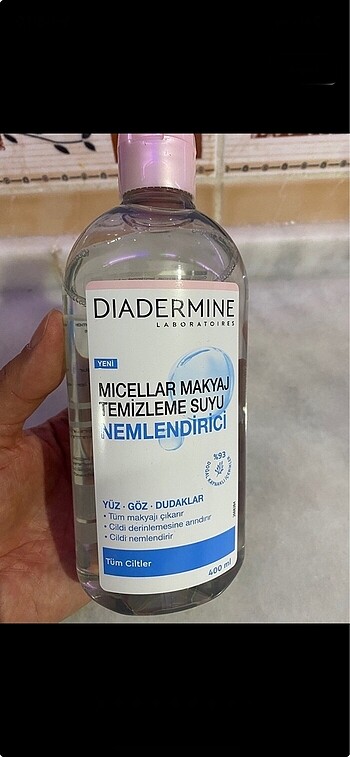 DIADERMINE
LABORATOIRES
YENİ
MICELLAR MAKYAJ
TEMİZLEME SUYU
NEMLENDİRİCİ
%93
YÜZ · GÖZ · DUDAKLAR
• Tüm makyajı çıkarır
• Cildi derinlemesine arındırır
• Cildi nemlendirir
Tüm Ciltler
400 ml